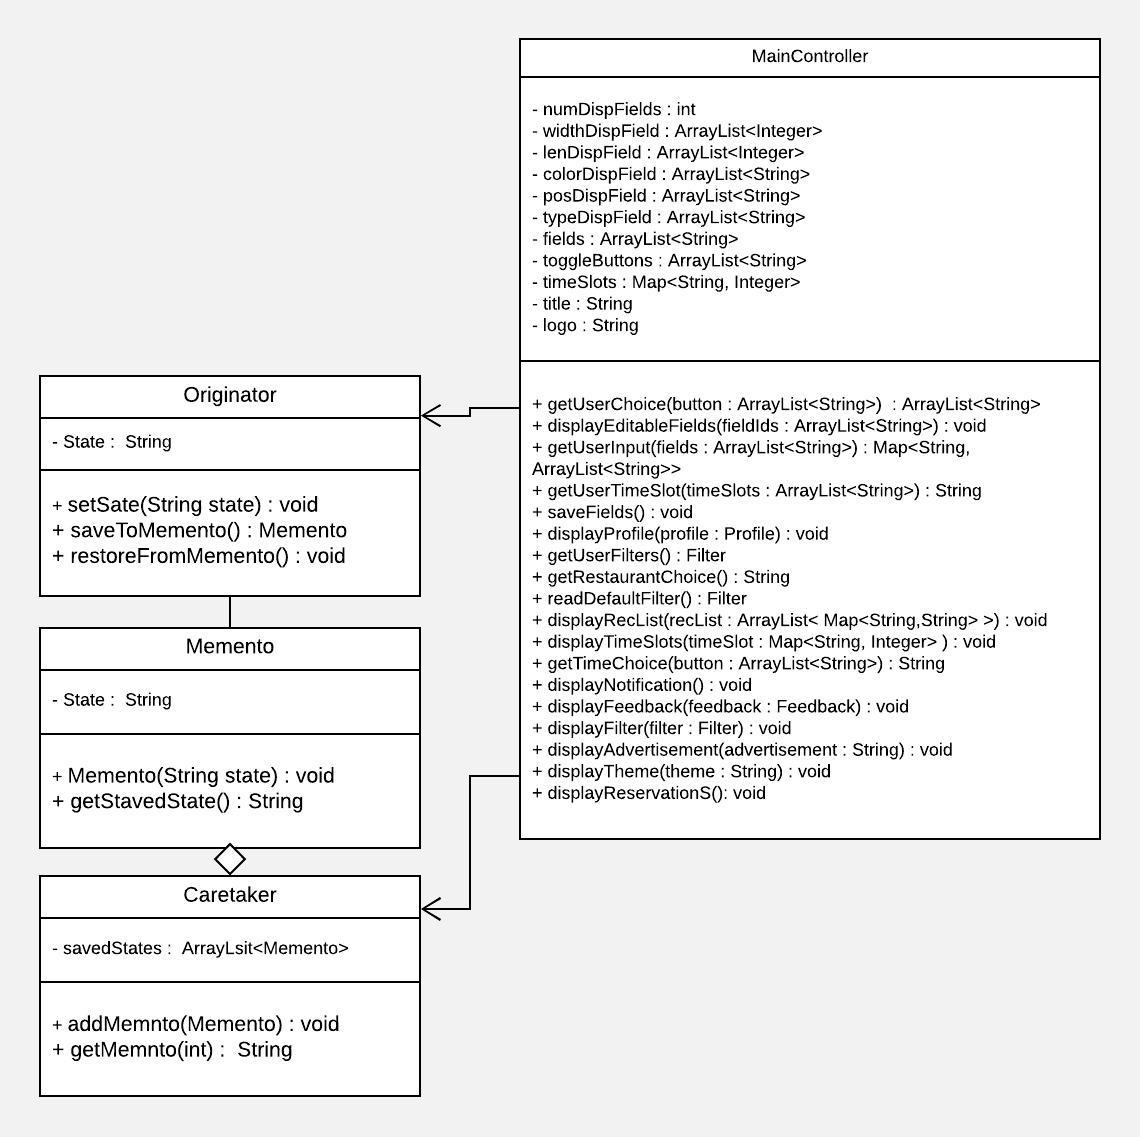 MainController
- numDispFields : int
- widthDispField : ArrayList<Integer>
- lenDispField : ArrayList<Integer>
- colorDispField : ArrayList<String>
- posDispField : ArrayList<String>
- typeDispField : ArrayList<String>
- fields : ArrayList<String>
- toggleButtons : ArrayList<String>
- timeSlots : Map<String, Integer>
- title : String
- logo : String
+ getUserChoice(button : ArrayList<String>)  : ArrayList<String>
+ displayEditableFields(fieldIds : ArrayList<String>) : void
+ getUserInput(fields : ArrayList<String>) : Map<String,
ArrayList<String>>
+ getUserTimeSlot(timeSlots : ArrayList<String>) : String
+ saveFields() : void
+ displayProfile(profile : Profile) : void
+ getUserFilters() : Filter
+ getRestaurantChoice() : String
+ readDefaultFilter() : Filter
+ displayRecList(recList : ArrayList< Map<String,String> >) : void
+ displayTimeSlots(timeSlot : Map<String, Integer> ) : void
+ getTimeChoice(button : ArrayList<String>) : String
+ displayNotification() : void
+ displayFeedback(feedback : Feedback) : void
+ displayFilter(filter : Filter) : void
+ displayAdvertisement(advertisement : String) : void
+ displayTheme(theme : String) : void
+ displayReservationS(): void
Originator
- State :  String
+ setSate(String state) : void
+ saveToMemento() : Memento
+ restoreFromMemento() : void
Memento
- State :  String
+ Memento(String state) : void
+ getStavedState() : String
Caretaker
- savedStates :  ArrayLsit<Memento>
+ addMemnto(Memento) : void
+ getMemnto(int) :  String